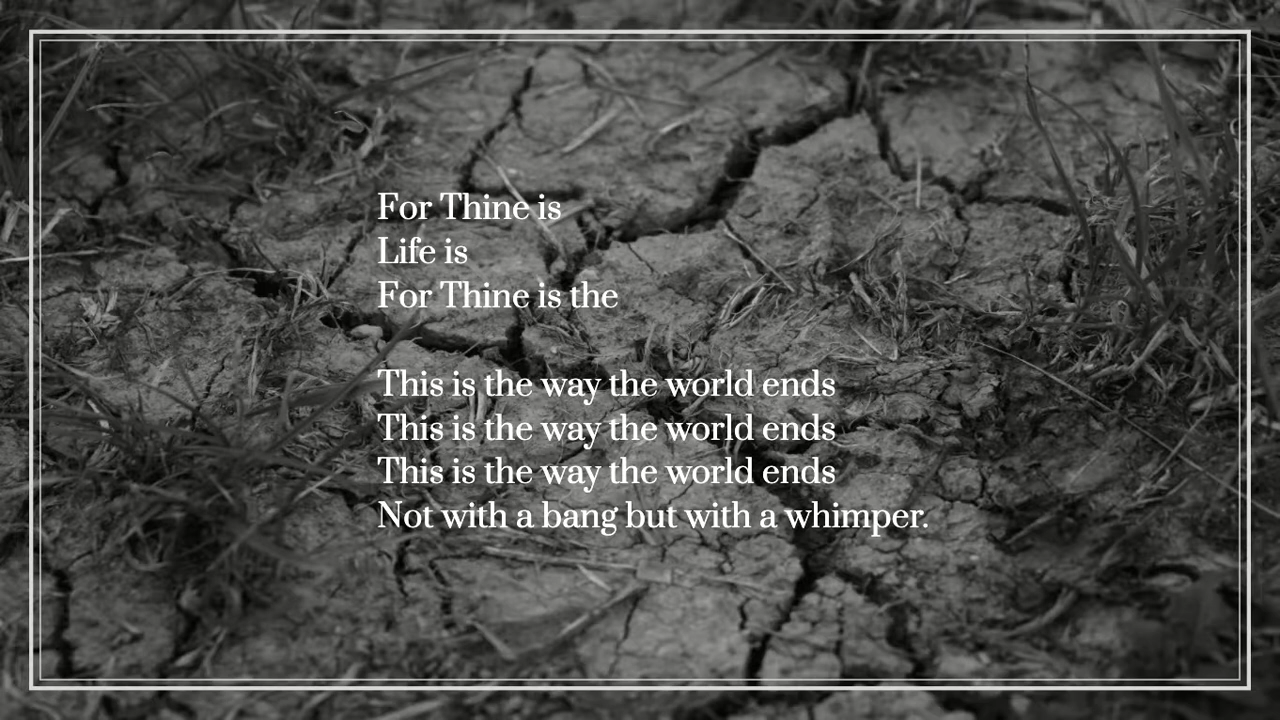 For Thine is
Life is
For Thine is the
This is the way the world ends
This is the way the world ends
This is the way the world ends
Not with a bang but with a whimper.